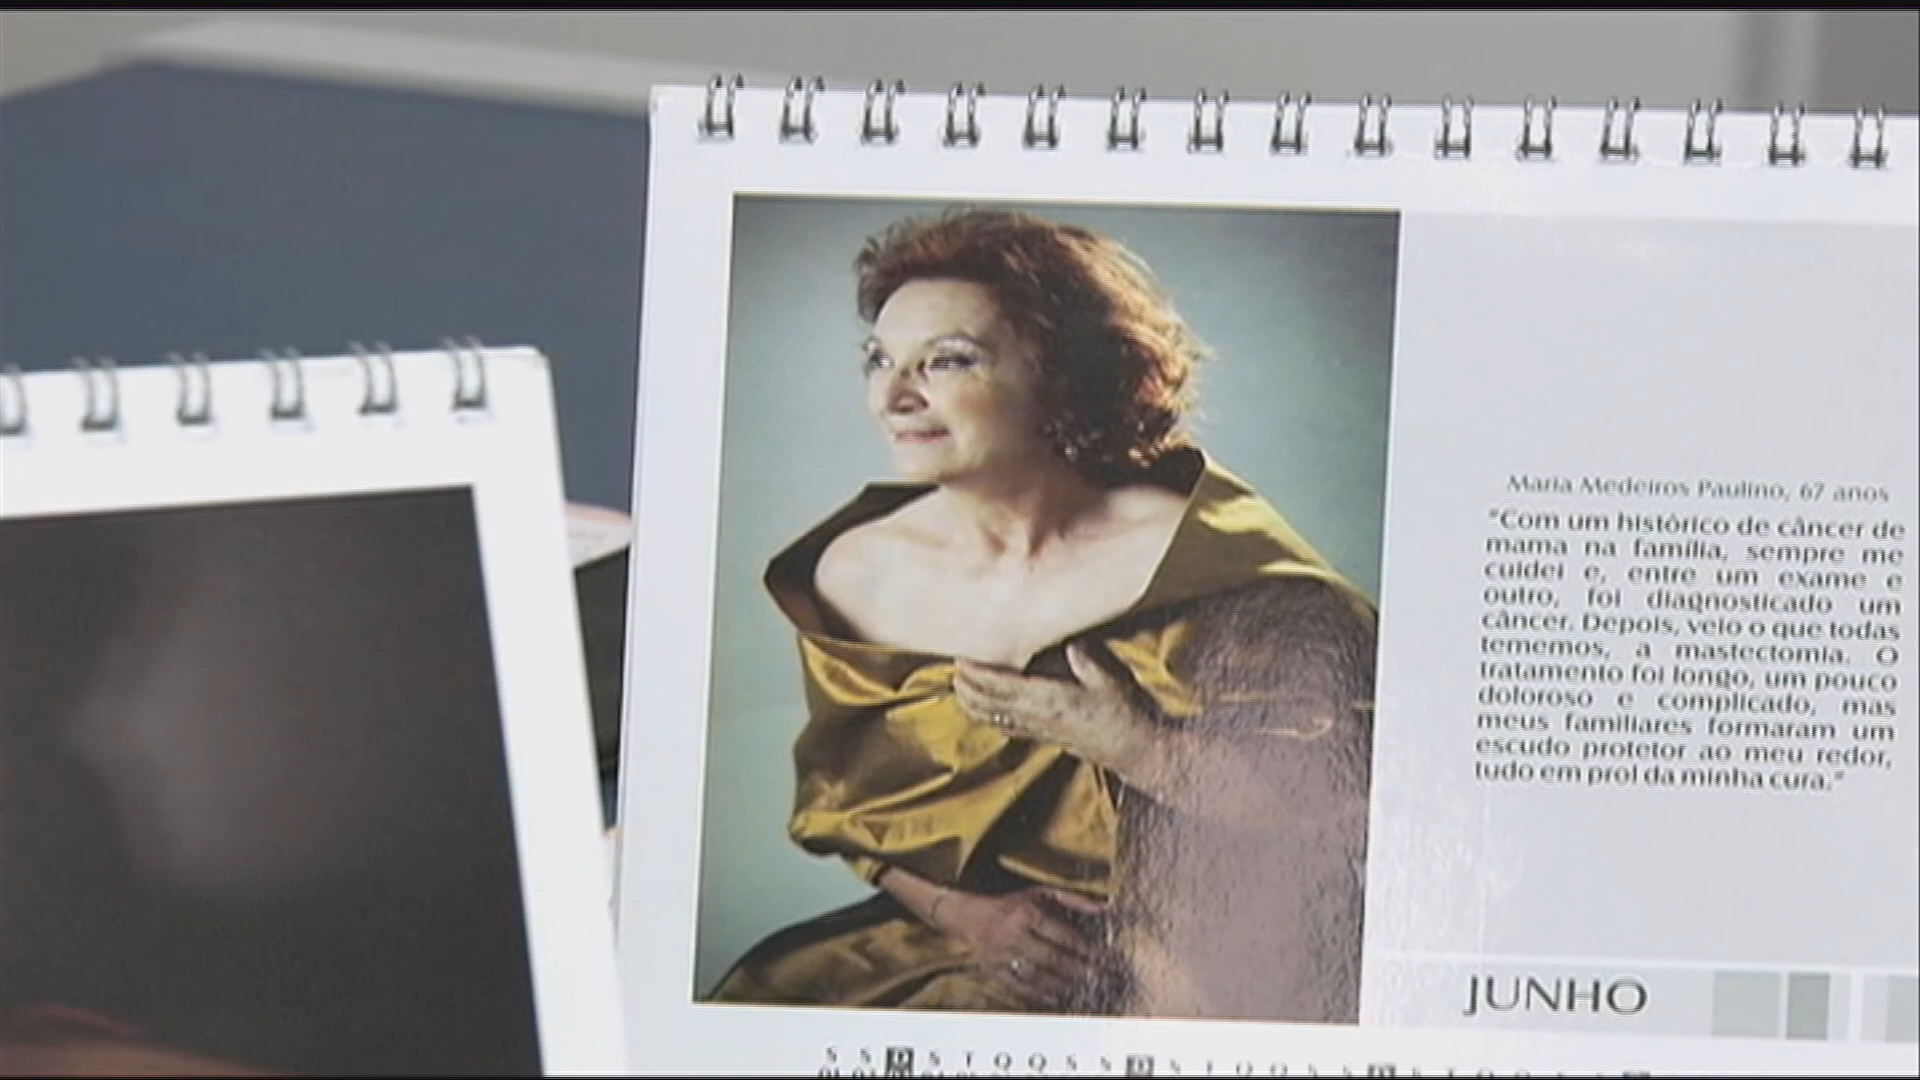 Maria Medeiros Paulino, 67 anos
"Com um histórico de câncer de
mama na família, sempre me
cuidei e, entre um exame e
outro, foi diagnosticado um
câncer. Depois, veio o que todas
tememos, a mastectomia. O
tratamento foi longo, um pouco
doloroso e complicado, mas
meus familiares formaram um
escudo protetor ao meu redor,
tudo em prol da minha cura."
JUNHO
S S D S T Q Q S S D S T Q Q S S D S T Q Q S S